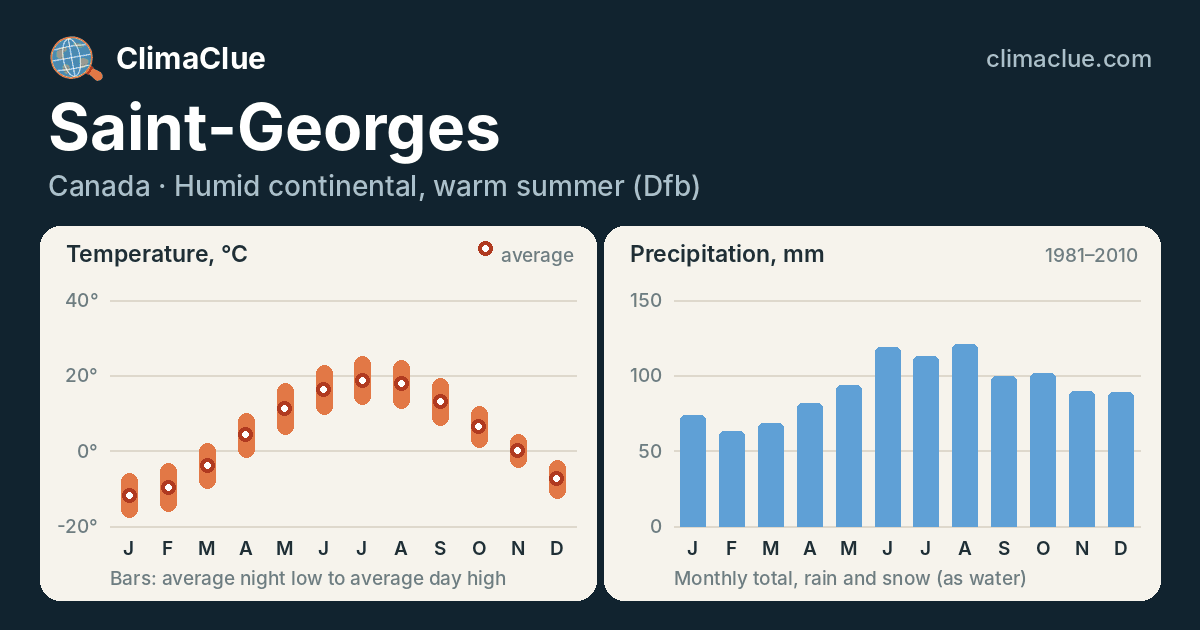 ClimaClue
climaclue.com
Saint-Georges
Canada · Humid continental, warm summer (Dfb)
Temperature, °C
average
40°
20°
0°
-20°
J F M A M J J A S O N D
Bars: average night low to average day high
Precipitation, mm
1981–2010
150
100
50
0
J F M A M J J A S O N D
Monthly total, rain and snow (as water)